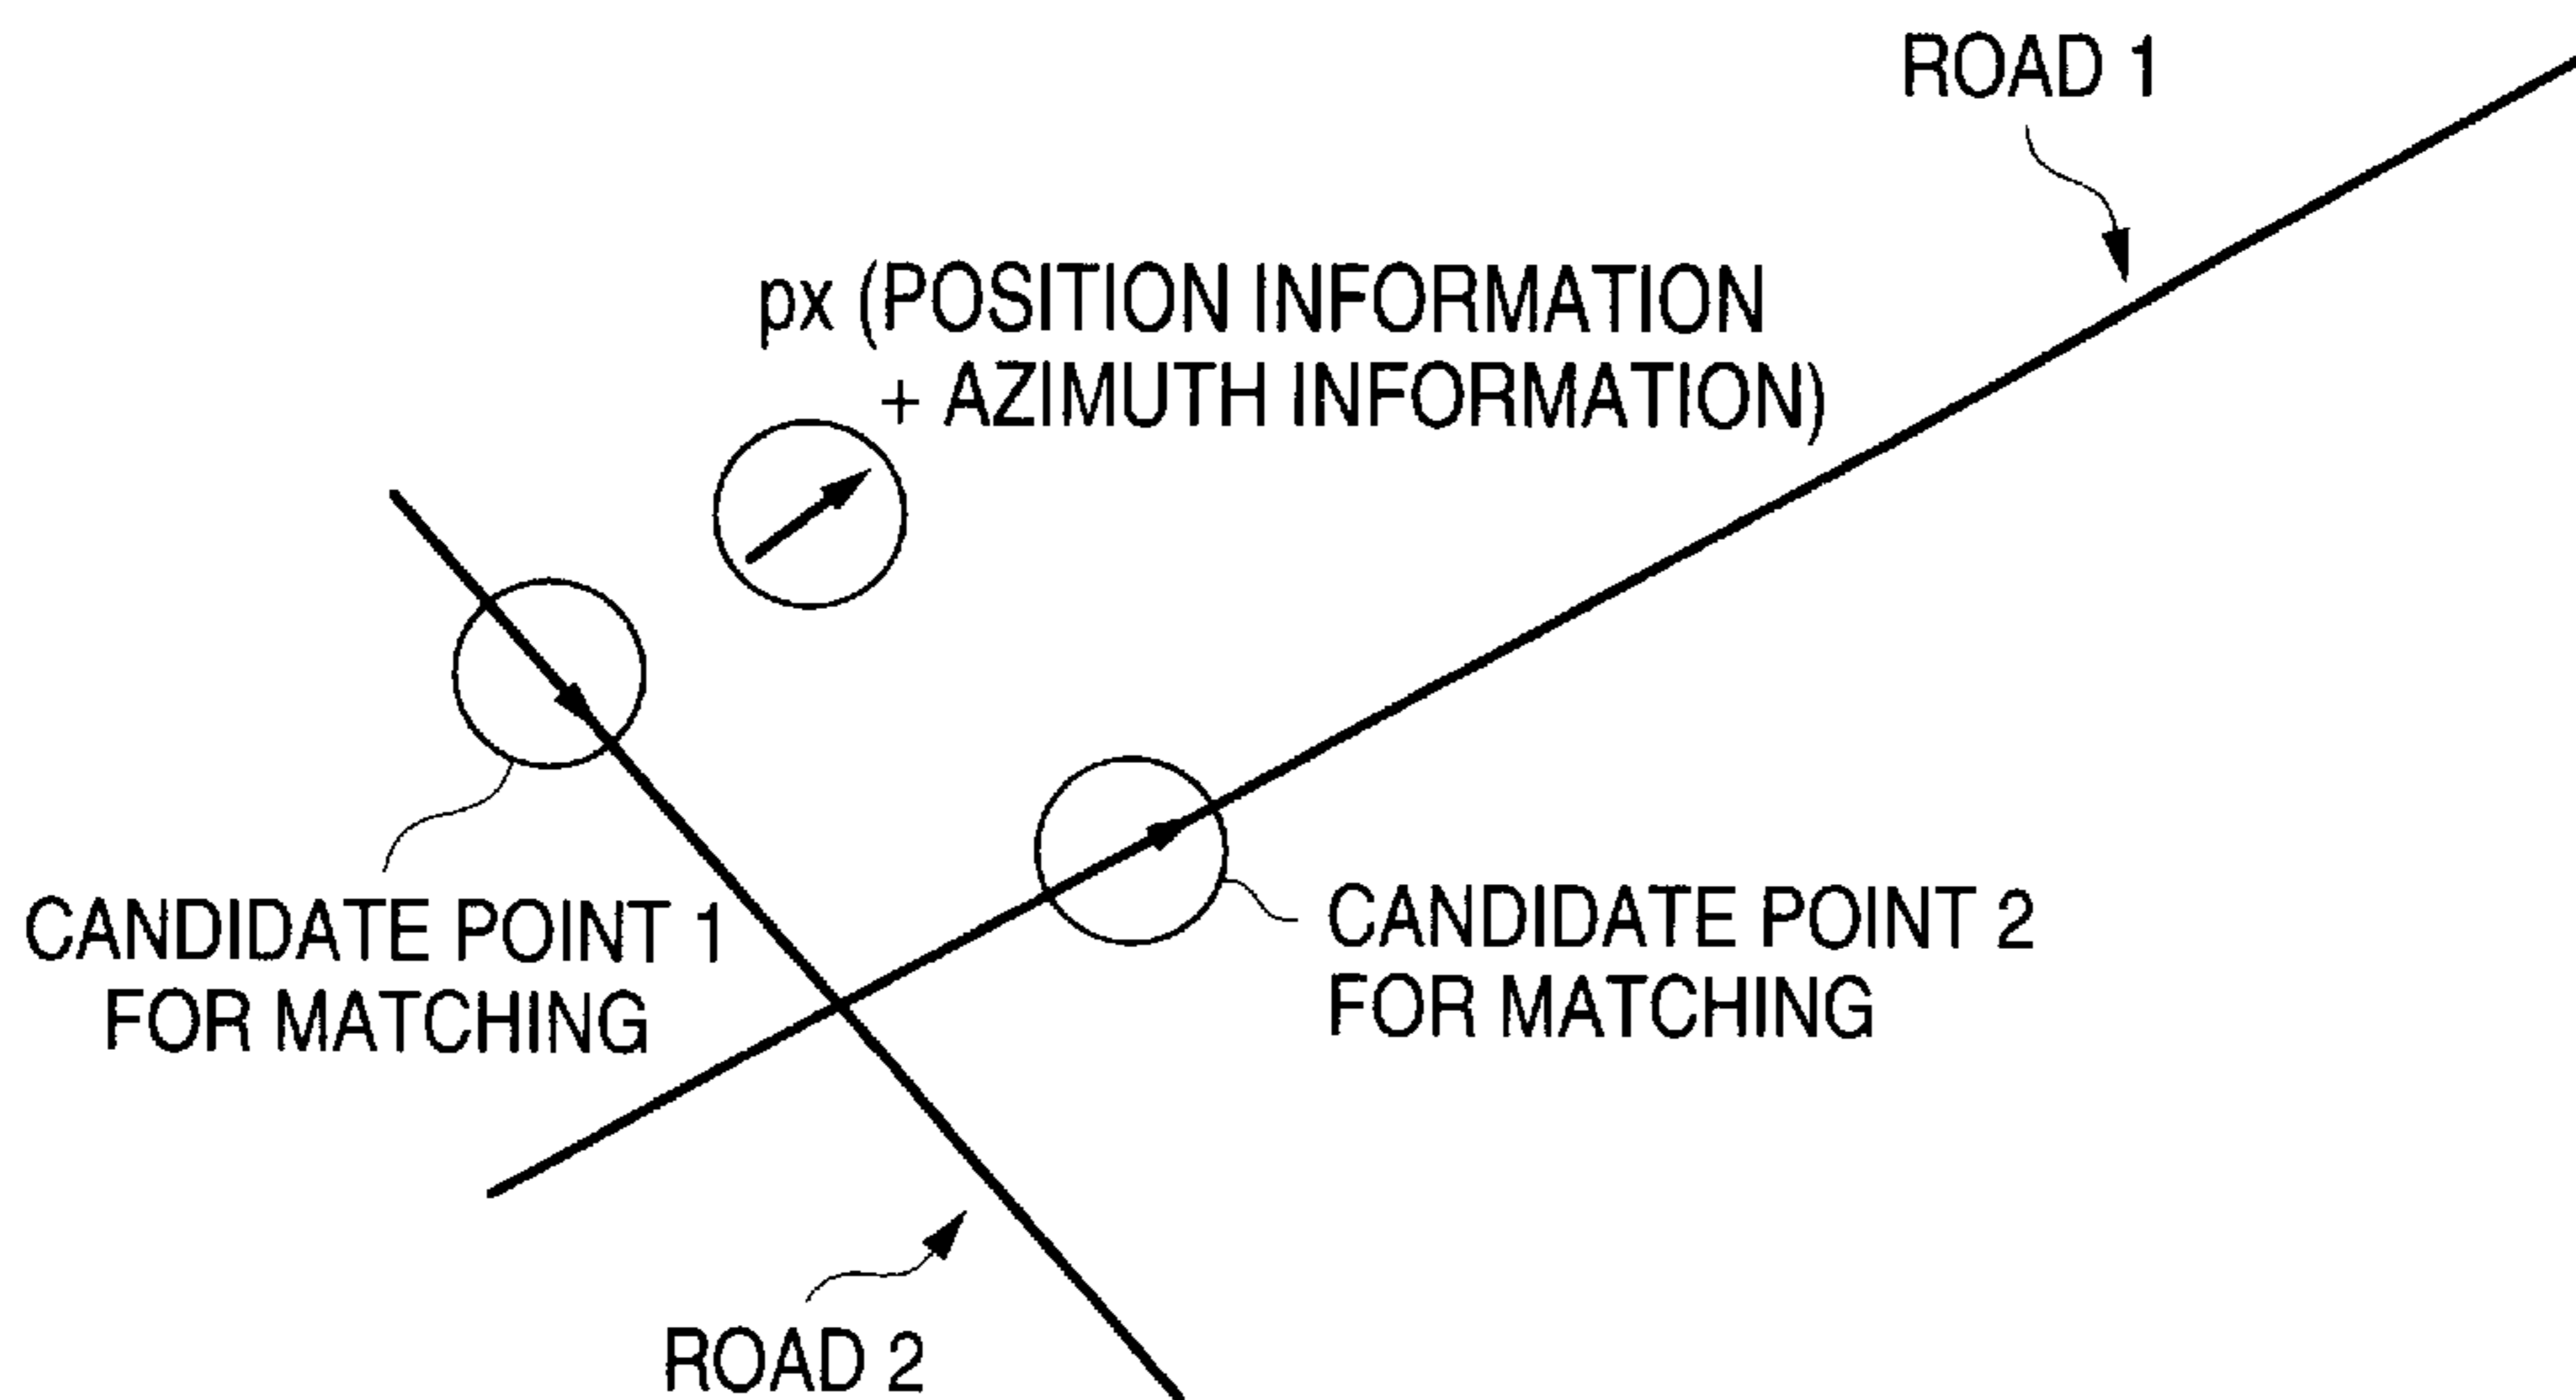 ROAD 1
px (POSITION INFORMATION
+ AZIMUTH INFORMATION)
CANDIDATE POINT 1
FOR MATCHING
CANDIDATE POINT 2
FOR MATCHING
ROAD 2